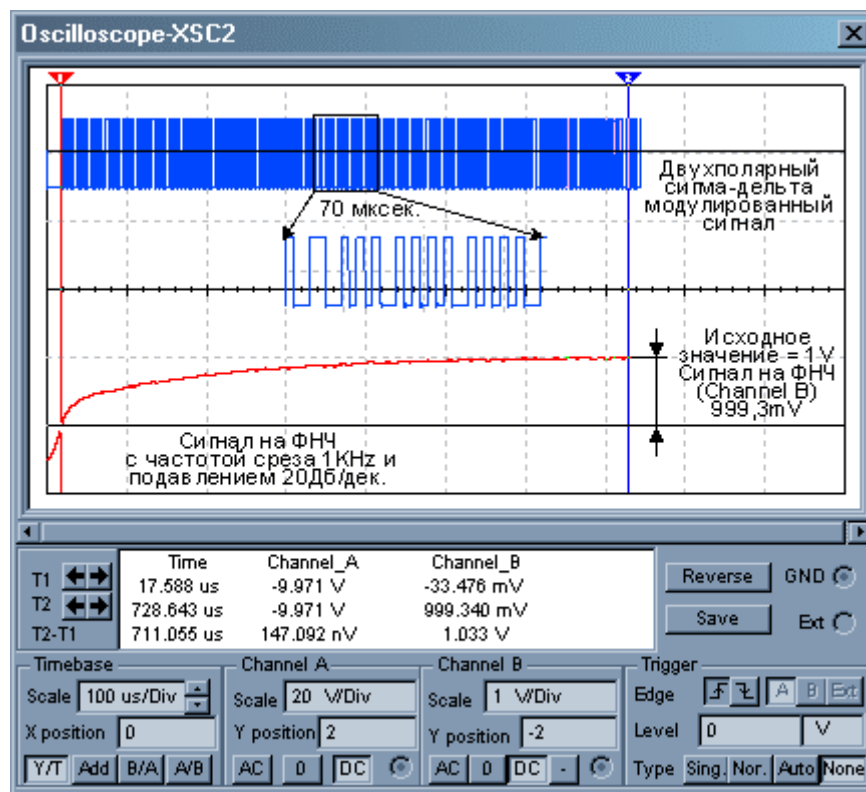 Oscilloscope-XSC2
1
2
Двухполярный
сигма-дельта
модулированный
сигнал
70 мксек.
Исходное
значение = 1 V
Сигнал на ФНЧ
(Channel B)
999,3mV
Сигнал на ФНЧ
с частотой среза 1KHz и
подавлением 20Дб/дек.
Time Channel_A Channel_B
T1 17.588 us -9.971 V -33.476 mV
T2 728.643 us -9.971 V 999.340 mV
T2-T1 711.055 us 147.092 nV 1.033 V
Reverse GND
Save Ext
Timebase Channel A Channel B Trigger
Scale 100 us/Div Scale 20 V/Div Scale 1 V/Div Edge A B Ext
X position 0 Y position 2 Y position -2 Level 0 V
Y/T Add B/A A/B AC 0 DC AC 0 DC - Type Sing. Nor. Auto None